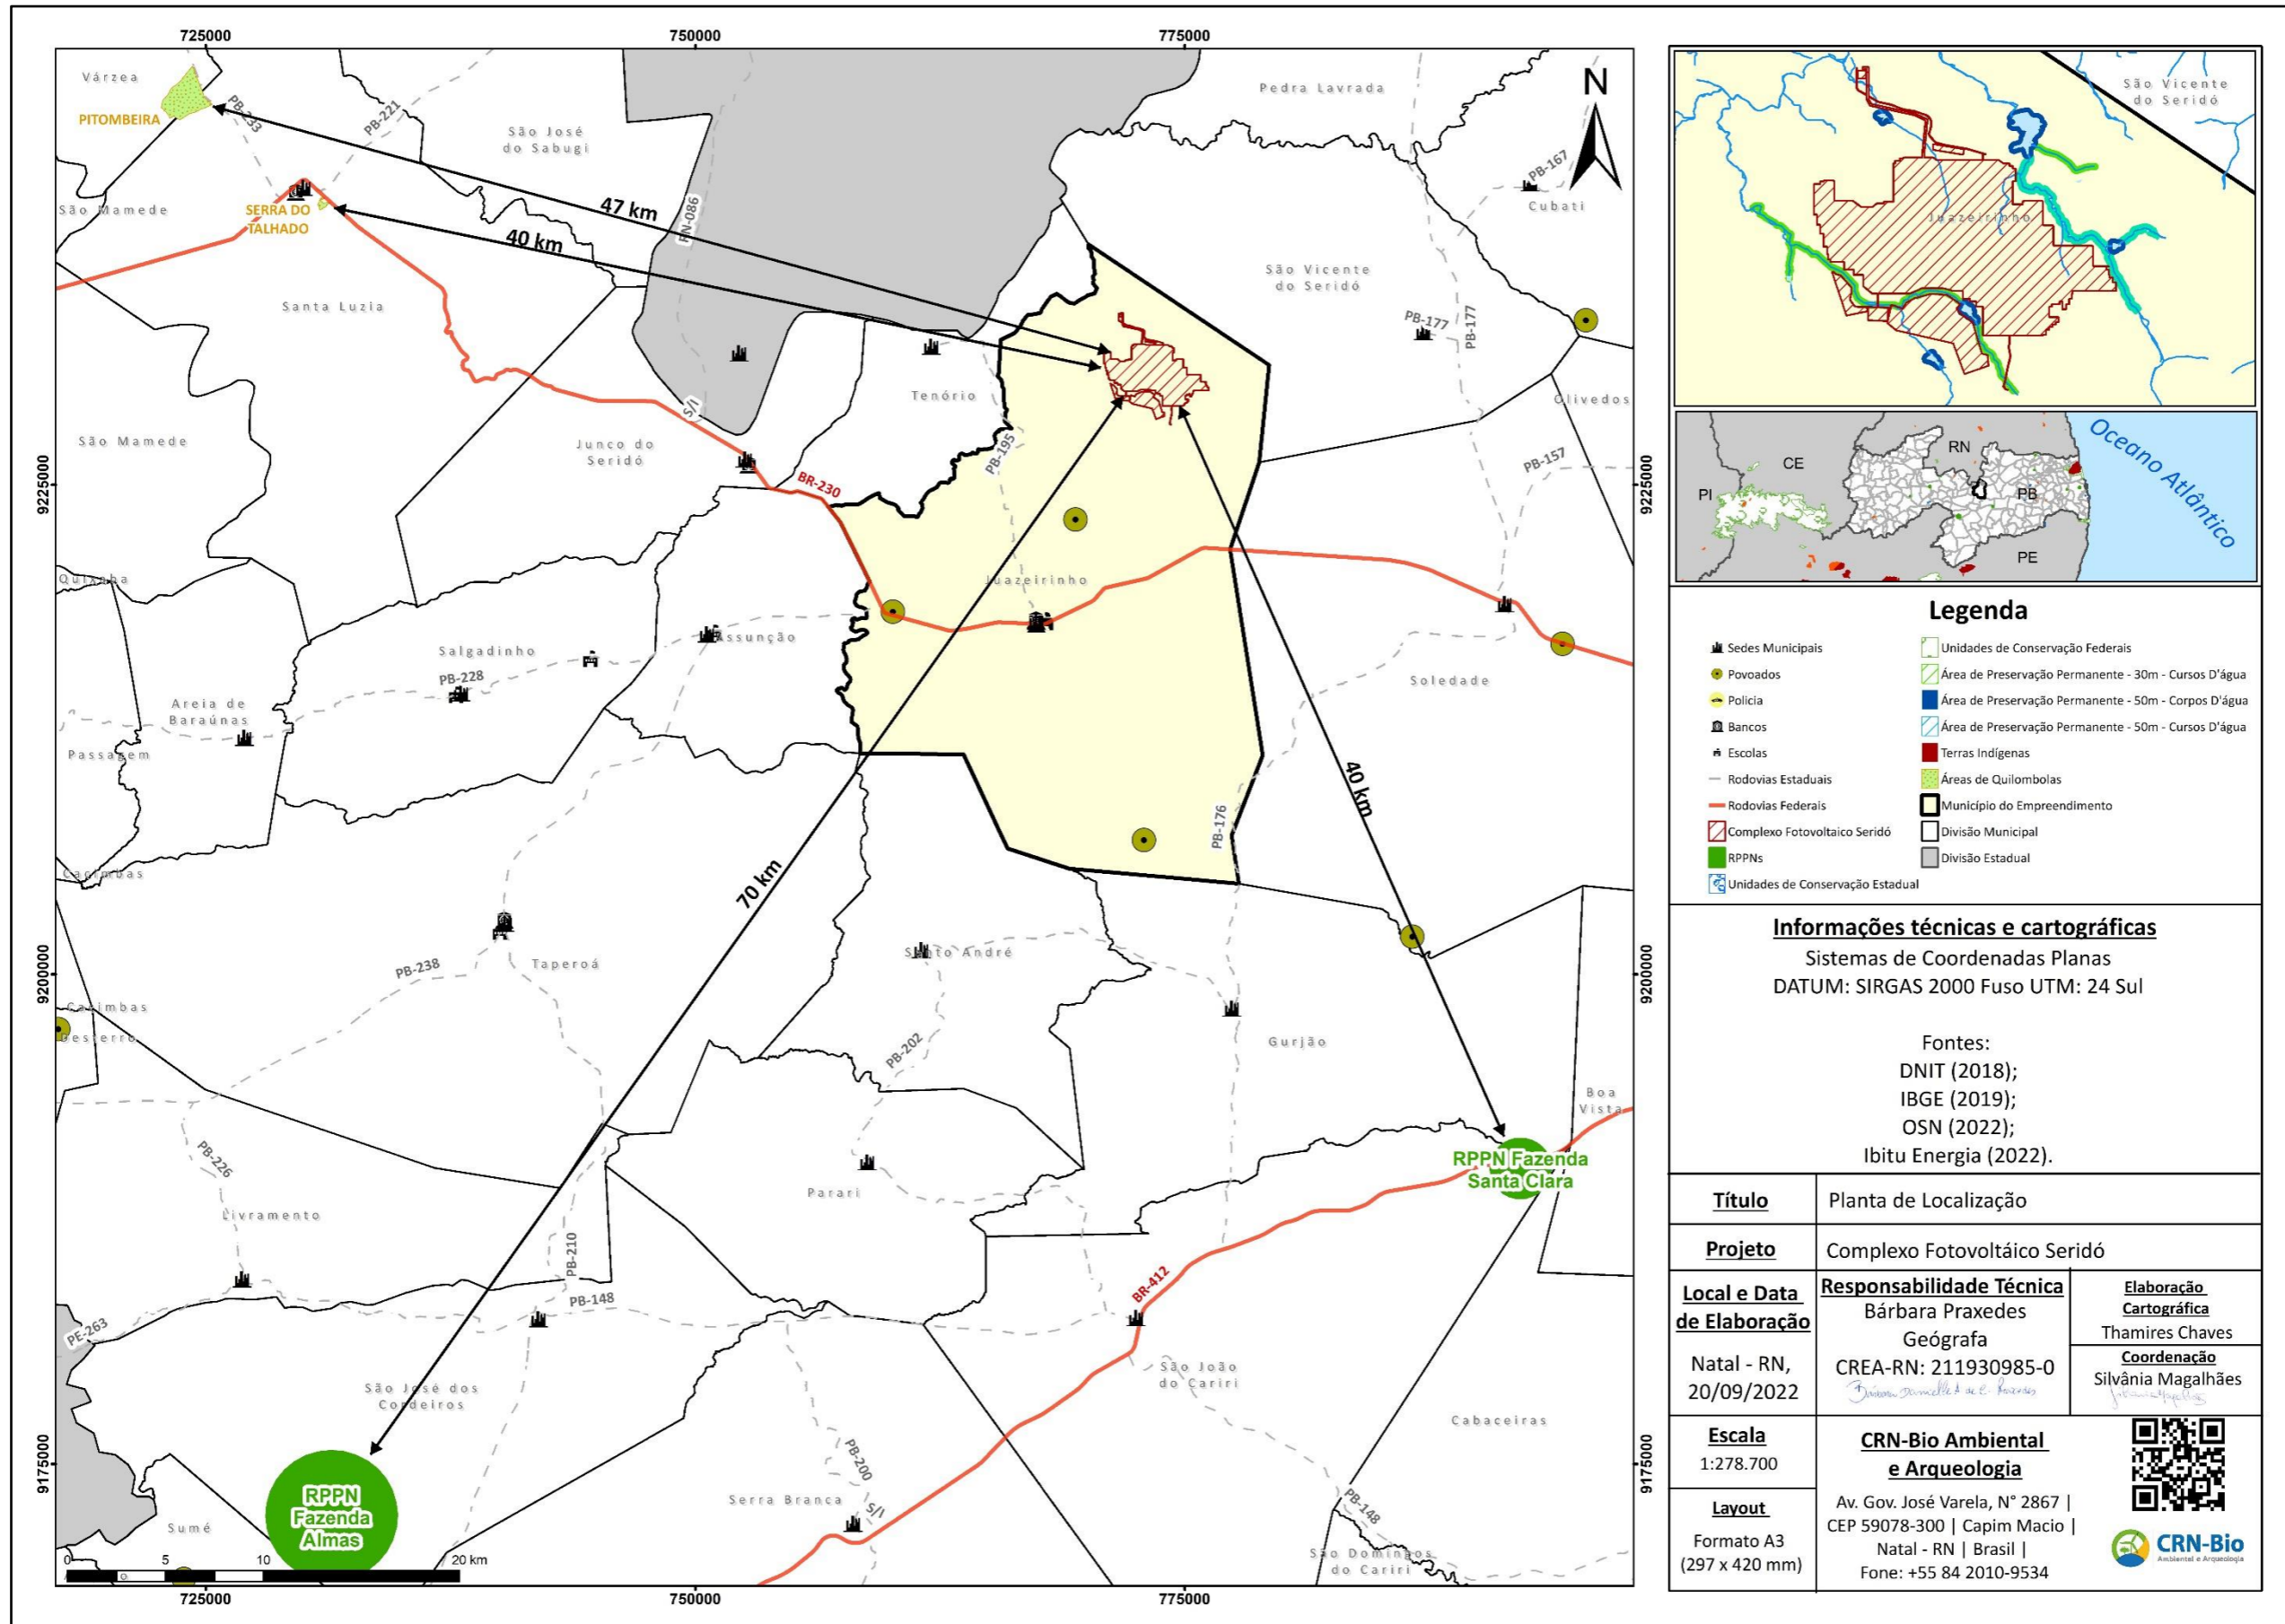 725000
750000
775000
Várzea
PITOMBEIRA
PB-233
PB-221
São José
do Sabugi
Pedra Lavrada
N
PB-167
Cubati
São Mamede
SERRA DO
TALHADO
47 km
40 km
RN-086
São Vicente
do Seridó
Santa Luzia
PB-177
PB-177
Tenório
Olivedos
São Mamede
Junco do
Seridó
S/I
PB-195
PB-157
9225000
9225000
BR-230
Quixaba
Juazeirinho
Assunção
Salgadinho
PB-228
Soledade
Areia de
Baraúnas
Passagem
40 km
PB-176
70 km
Cacimbas
PB-238
Taperoá
Santo André
9200000
9200000
Cacimbas
Desterro
PB-202
Gurjão
Boa
Vista
PB-226
RPPN Fazenda
Santa Clara
Livramento
Parari
PB-210
BR-412
PB-148
PE-263
São João
do Cariri
São José dos
Cordeiros
Cabaceiras
9175000
9175000
PB-200
S/I
Serra Branca
PB-148
RPPN
Fazenda
Almas
Sumé
São Domingos
do Cariri
0 5 10 20 km
725000
750000
775000
São Vicente
do Seridó
Juazeirinho
Oceano Atlântico
CE
RN
PI
PB
PE
Legenda
Sedes Municipais
Povoados
Policia
Bancos
Escolas
Rodovias Estaduais
Rodovias Federais
Complexo Fotovoltaico Seridó
RPPNs
Unidades de Conservação Estadual
Unidades de Conservação Federais
Área de Preservação Permanente - 30m - Cursos D'água
Área de Preservação Permanente - 50m - Corpos D'água
Área de Preservação Permanente - 50m - Cursos D'água
Terras Indígenas
Áreas de Quilombolas
Município do Empreendimento
Divisão Municipal
Divisão Estadual
Informações técnicas e cartográficas
Sistemas de Coordenadas Planas
DATUM: SIRGAS 2000 Fuso UTM: 24 Sul
Fontes:
DNIT (2018);
IBGE (2019);
OSN (2022);
Ibitu Energia (2022).
Título
Planta de Localização
Projeto
Complexo Fotovoltáico Seridó
Local e Data
de Elaboração
Natal - RN,
20/09/2022
Responsabilidade Técnica
Bárbara Praxedes
Geógrafa
CREA-RN: 211930985-0
Elaboração
Cartográfica
Thamires Chaves
Coordenação
Silvânia Magalhães
Escala
1:278.700
Layout
Formato A3
(297 x 420 mm)
CRN-Bio Ambiental
e Arqueologia
Av. Gov. José Varela, N° 2867 |
CEP 59078-300 | Capim Macio |
Natal - RN | Brasil |
Fone: +55 84 2010-9534
CRN-Bio
Ambiental e Arqueologia